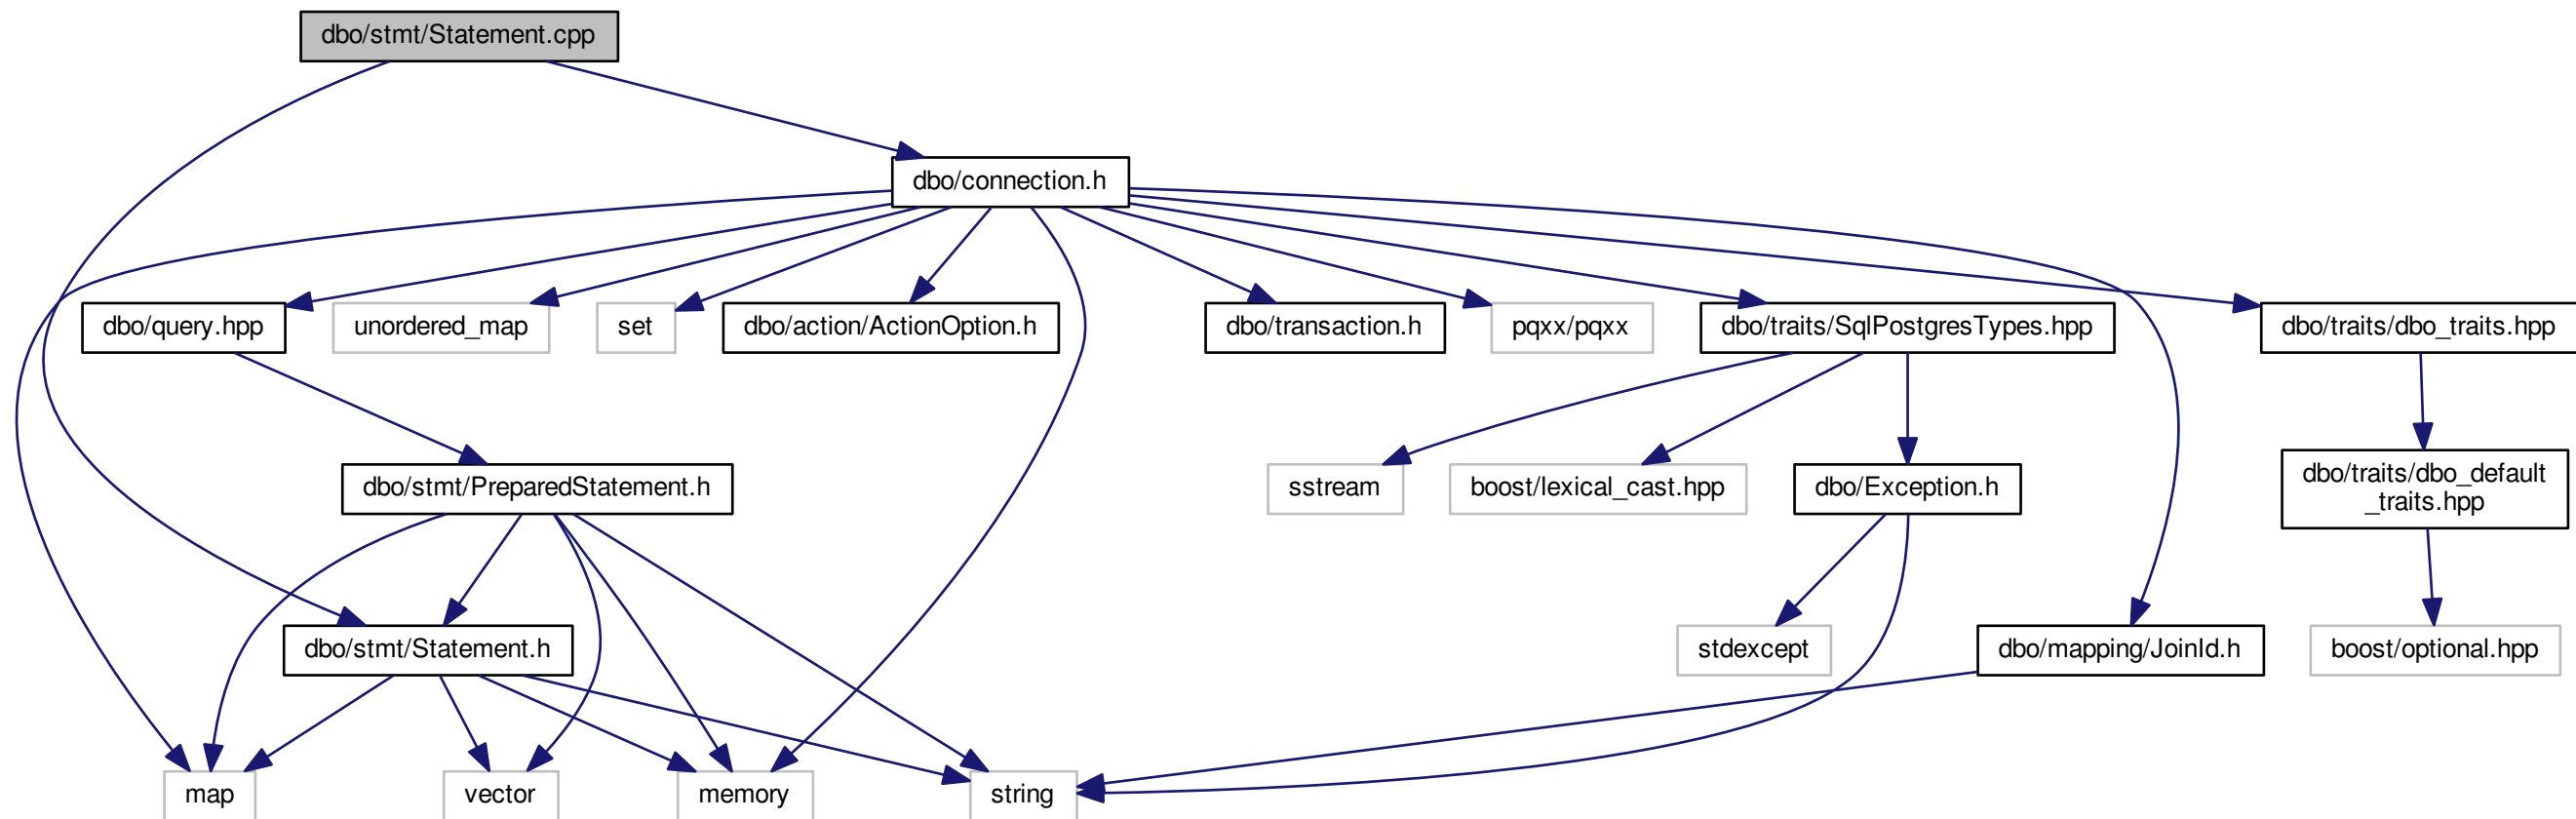 dbo/stmt/Statement.cpp
dbo/connection.h
dbo/query.hpp
unordered_map
set
dbo/action/ActionOption.h
dbo/transaction.h
pqxx/pqxx
dbo/traits/SqlPostgresTypes.hpp
dbo/traits/dbo_traits.hpp
dbo/stmt/PreparedStatement.h
sstream
boost/lexical_cast.hpp
dbo/Exception.h
dbo/traits/dbo_default
_traits.hpp
dbo/stmt/Statement.h
stdexcept
dbo/mapping/JoinId.h
boost/optional.hpp
map
vector
memory
string